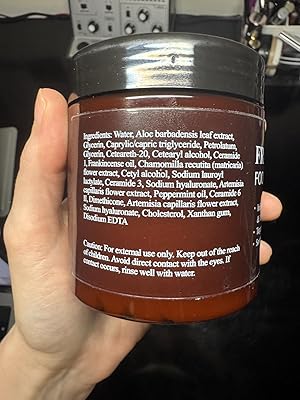 Ingredients: Water, Aloe barbadensis leaf extract,
Glycerin, Caprylic/capric triglyceride, Petrolatum,
Glycerin, Ceteareth-20, Cetearyl alcohol, Ceramide
1, Frankincense oil, Chamomilla recutita (matricaria)
flower extract, Cetyl alcohol, Sodium lauroyl
lactylate, Ceramide 3, Sodium hyaluronate, Artemisia
capillaris flower extract, Peppermint oil, Ceramide 6
II, Dimethicone, Artemisia capillaris flower extract,
Sodium hyaluronate, Cholesterol, Xanthan gum,
Disodium EDTA
Caution: For external use only. Keep out of the reach
of children. Avoid direct contact with the eyes. If
contact occurs, rinse well with water.